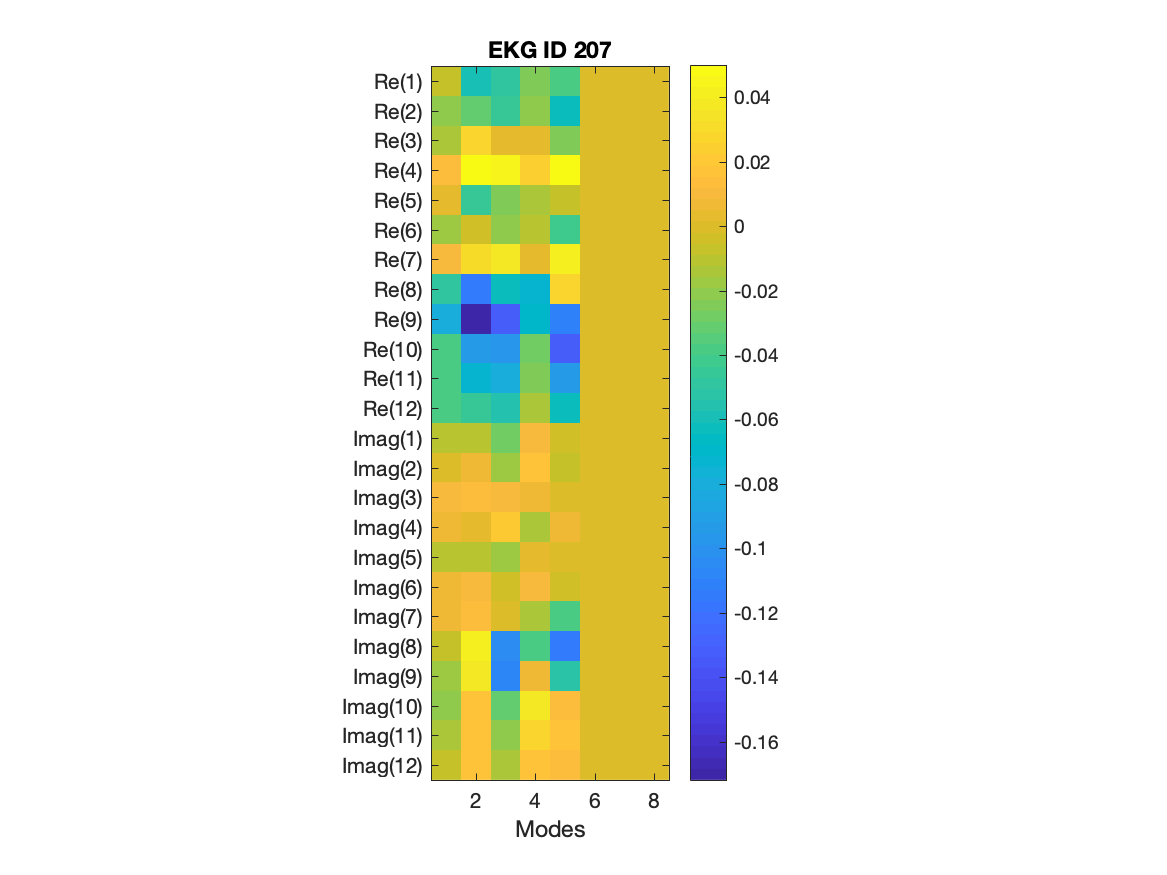 EKG ID 207
Re(1)
Re(2)
Re(3)
Re(4)
Re(5)
Re(6)
Re(7)
Re(8)
Re(9)
Re(10)
Re(11)
Re(12)
Imag(1)
Imag(2)
Imag(3)
Imag(4)
Imag(5)
Imag(6)
Imag(7)
Imag(8)
Imag(9)
Imag(10)
Imag(11)
Imag(12)
2 4 6 8
Modes
0.04
0.02
0
-0.02
-0.04
-0.06
-0.08
-0.1
-0.12
-0.14
-0.16